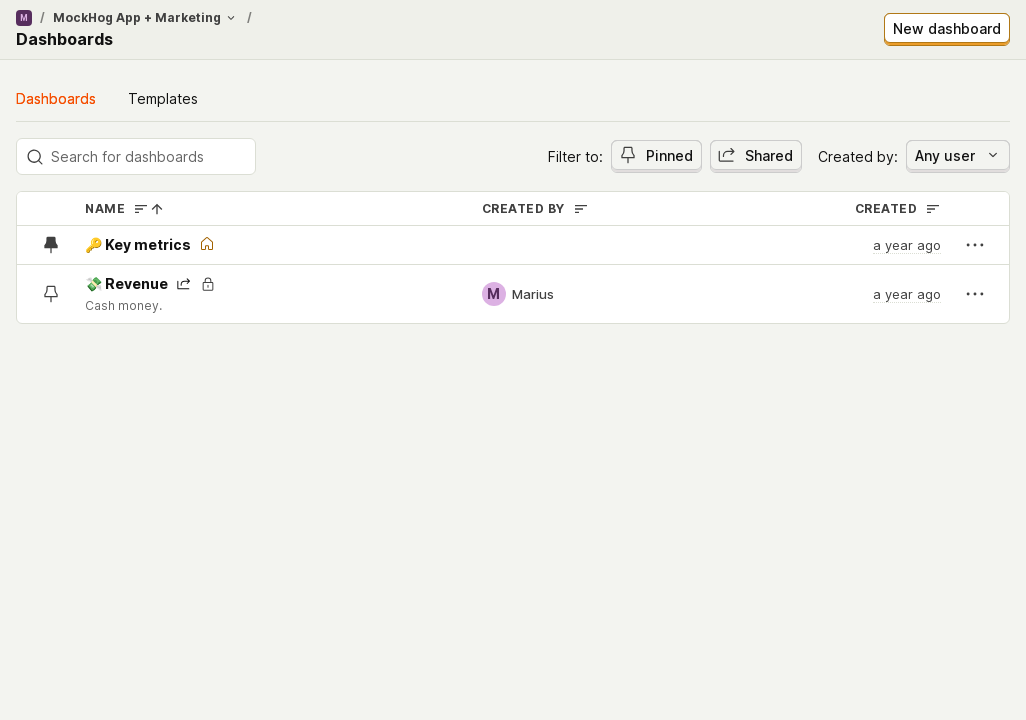 M / MockHog App + Marketing /
Dashboards
New dashboard
Dashboards Templates
Search for dashboards
Filter to: Pinned Shared Created by: Any user
NAME CREATED BY CREATED
🔑 Key metrics a year ago
💸 Revenue
Cash money.
M Marius a year ago